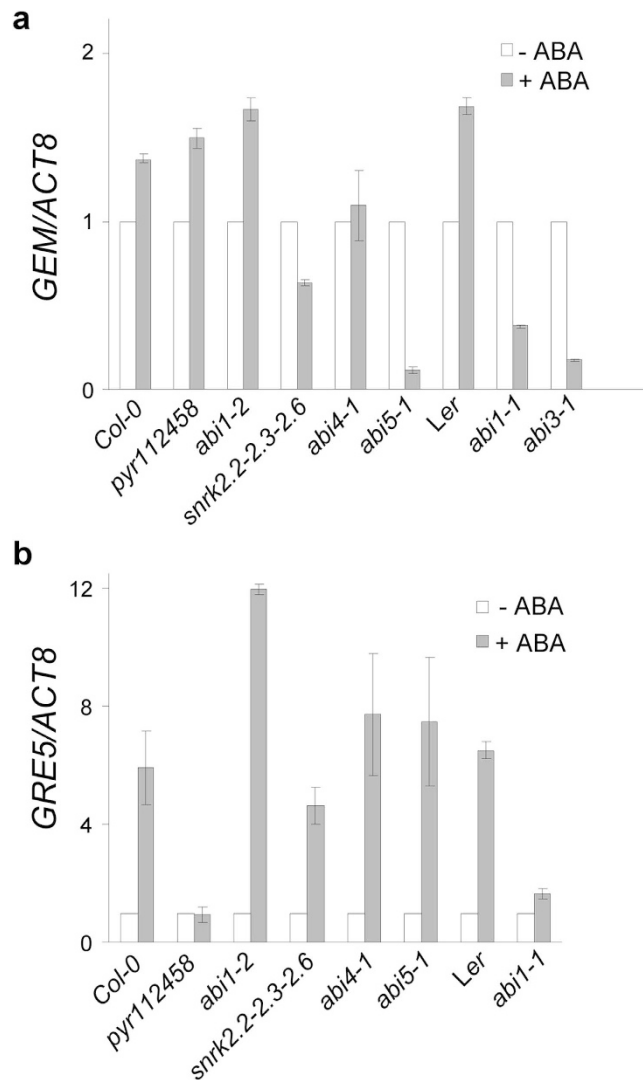 a
2
1
0
GEM/ACT8
- ABA
+ ABA
Col-0
pyr112458
abi1-2
snrk2.2-2.3-2.6
abi4-1
abi5-1
Ler
abi1-1
abi3-1
b
12
8
4
0
GRE5/ACT8
- ABA
+ ABA
Col-0
pyr112458
abi1-2
snrk2.2-2.3-2.6
abi4-1
abi5-1
Ler
abi1-1